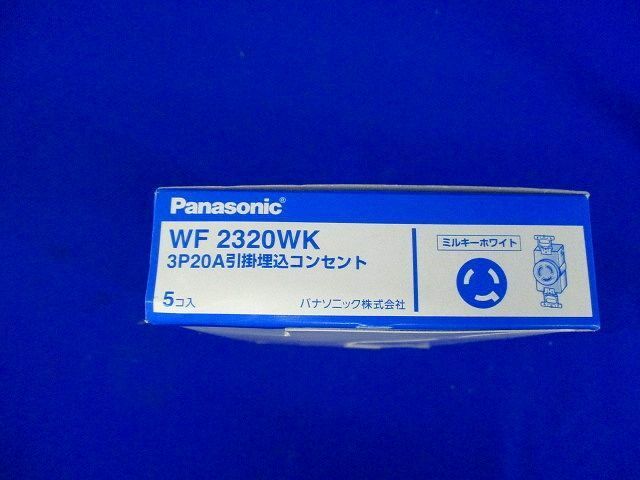 Panasonic®
WF 2320WK
3P20A引掛埋込コンセント
5コ入
パナソニック株式会社
ミルキーホワイト